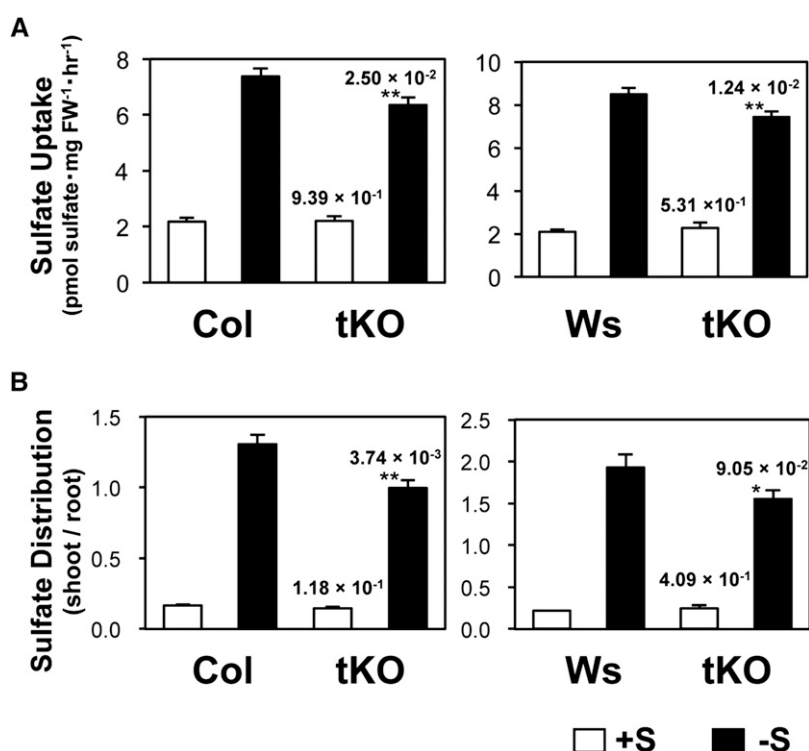 A
Sulfate Uptake
(pmol sulfate·mg FW⁻¹·hr⁻¹)
8
6
4
2
0
2.50 × 10⁻²
**
9.39 × 10⁻¹
Col
tKO
10
8
6
4
2
0
1.24 × 10⁻²
**
5.31 ×10⁻¹
Ws
tKO
B
Sulfate Distribution
(shoot / root)
1.5
1.0
0.5
0.0
3.74 × 10⁻³
**
1.18 × 10⁻¹
Col
tKO
2.5
2.0
1.5
1.0
0.5
0.0
9.05 × 10⁻²
*
4.09 × 10⁻¹
Ws
tKO
+S
-S